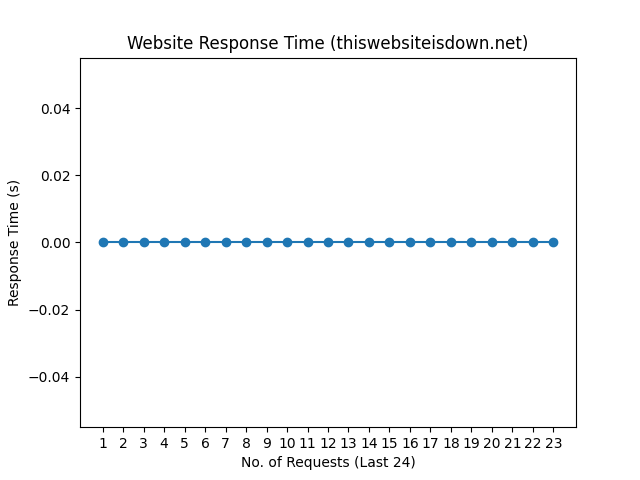 Website Response Time (thiswebsiteisdown.net)
0.04
0.02
0.00
−0.02
−0.04
Response Time (s)
1 2 3 4 5 6 7 8 9 10 11 12 13 14 15 16 17 18 19 20 21 22 23
No. of Requests (Last 24)